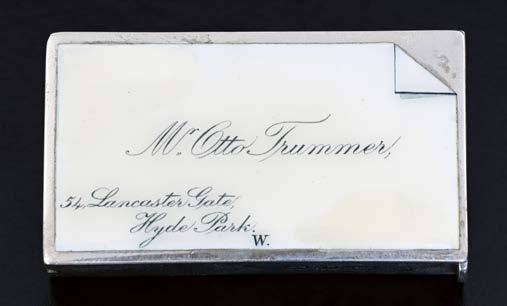 Mr. Otto Trummer,
54, Lancaster Gate,
Hyde Park.
W.